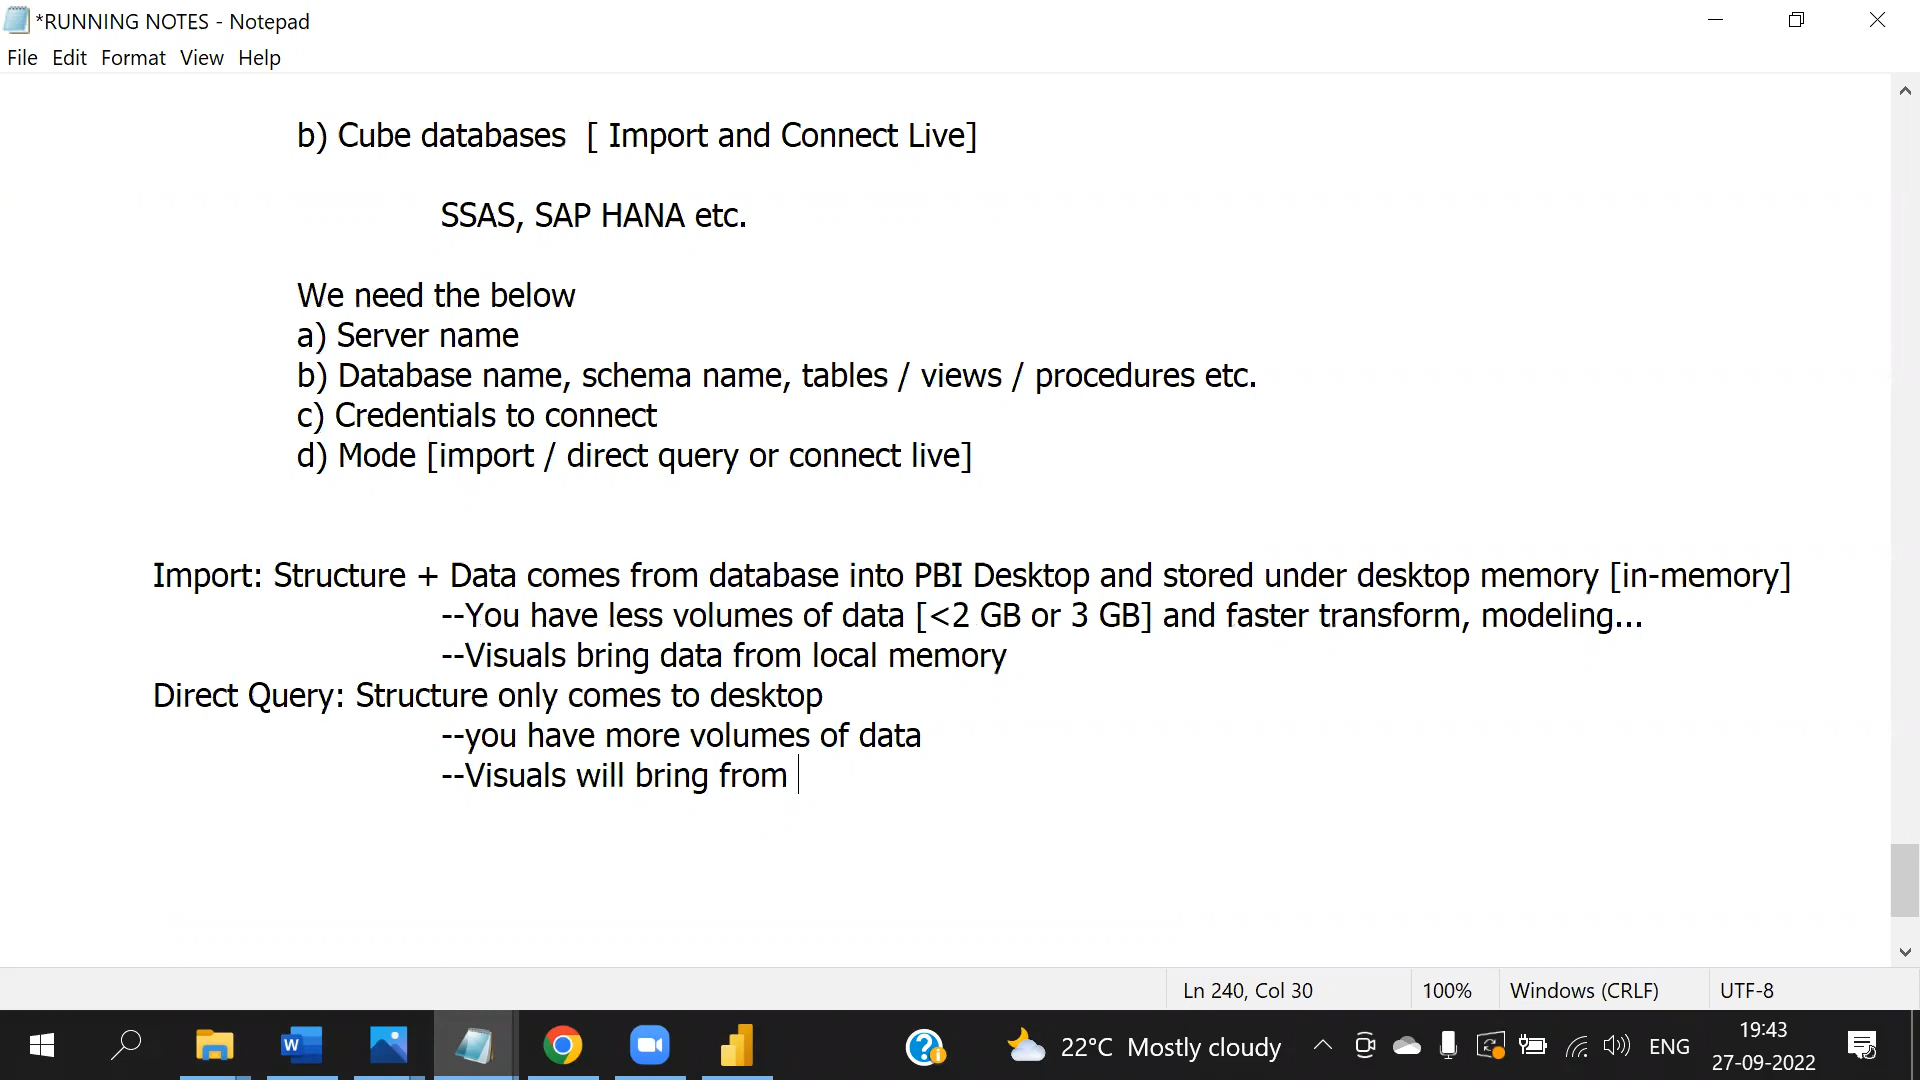 *RUNNING NOTES - Notepad
File Edit Format View Help
b) Cube databases [ Import and Connect Live]
SSAS, SAP HANA etc.
We need the below
a) Server name
b) Database name, schema name, tables / views / procedures etc.
c) Credentials to connect
d) Mode [import / direct query or connect live]
Import: Structure + Data comes from database into PBI Desktop and stored under desktop memory [in-memory]
--You have less volumes of data [<2 GB or 3 GB] and faster transform, modeling...
--Visuals bring data from local memory
Direct Query: Structure only comes to desktop
--you have more volumes of data
--Visuals will bring from
Ln 240, Col 30 100% Windows (CRLF) UTF-8
22°C Mostly cloudy ENG 19:43
27-09-2022